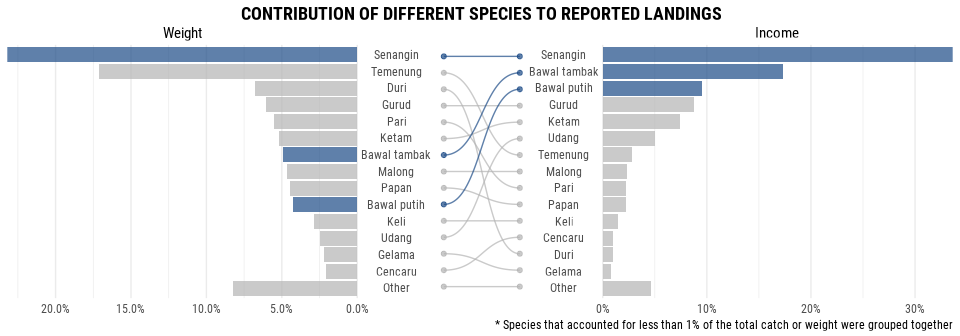 CONTRIBUTION OF DIFFERENT SPECIES TO REPORTED LANDINGS
Weight
Income
Senangin
Temenung
Duri
Gurud
Pari
Ketam
Bawal tambak
Malong
Papan
Bawal putih
Keli
Udang
Gelama
Cencaru
Other
Senangin
Bawal tambak
Bawal putih
Gurud
Ketam
Udang
Temenung
Malong
Pari
Papan
Keli
Cencaru
Duri
Gelama
Other
20.0% 15.0% 10.0% 5.0% 0.0%
0% 10% 20% 30%
* Species that accounted for less than 1% of the total catch or weight were grouped together